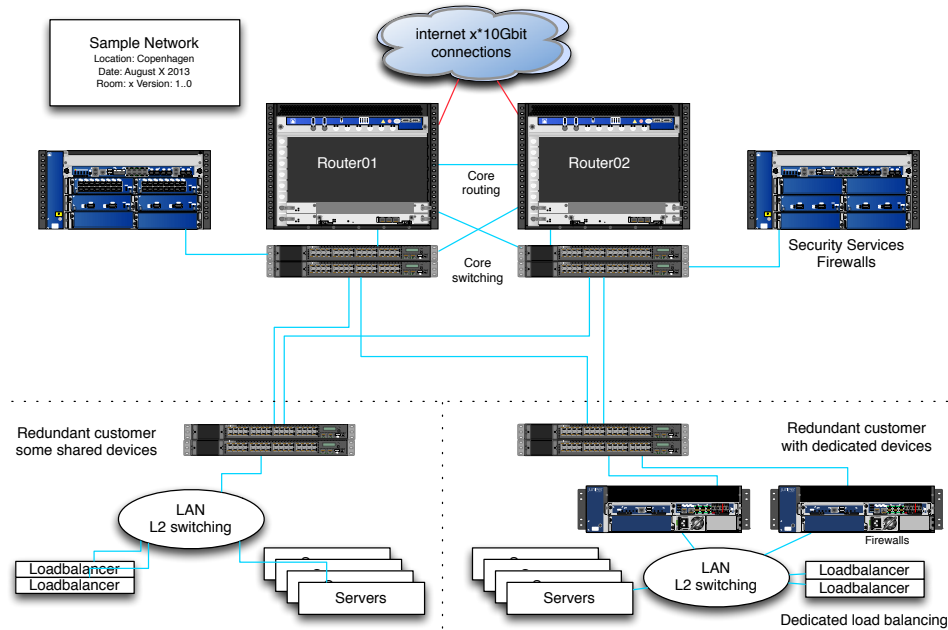 Sample Network
Location: Copenhagen
Date: August X 2013
Room: x Version: 1..0
internet x*10Gbit
connections
Router01
Router02
Core
routing
Core
switching
Security Services
Firewalls
Redundant customer
some shared devices
Redundant customer
with dedicated devices
LAN
L2 switching
Loadbalancer
Loadbalancer
Servers
Firewalls
LAN
L2 switching
Servers
Loadbalancer
Loadbalancer
Dedicated load balancing